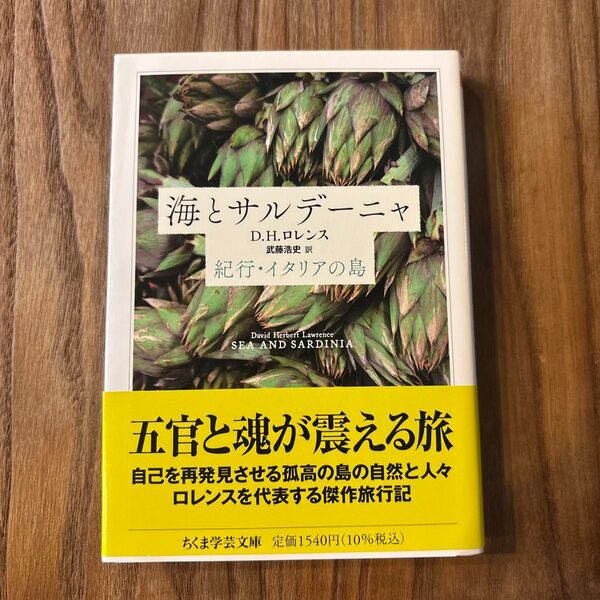 海とサルデーニャ
D.H.ロレンス
武藤浩史 訳
紀行・イタリアの島
David Herbert Lawrence
SEA AND SARDINIA
五官と魂が震える旅
自己を再発見させる孤高の島の自然と人々
ロレンスを代表する傑作旅行記
ちくま学芸文庫 定価1540円(10%税込)